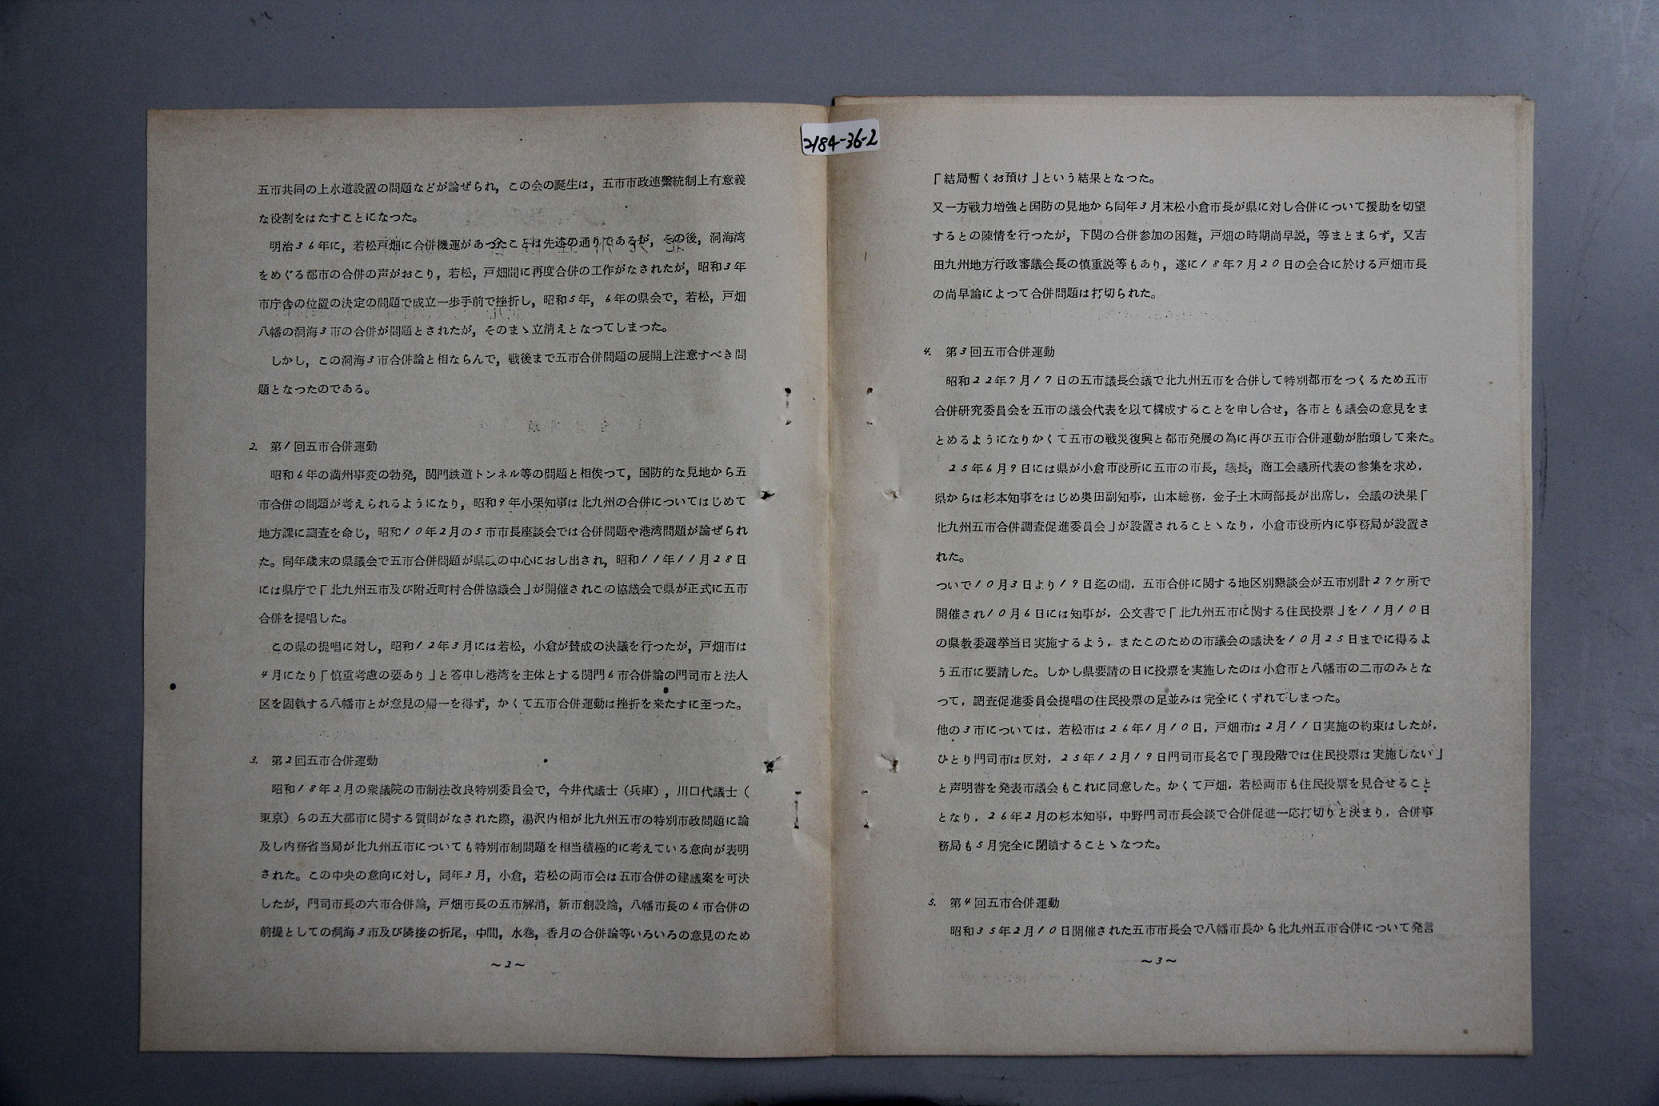 2184-36-2
五市共同の上水道設置の問題などが論ぜられ，この会の誕生は，五市市政連繋統制上有意義
な役割をはたすことになつた。
明治３６年に，若松戸畑に合併機運があつたことは先述の通りであるが，その後，洞海湾
をめぐる都市の合併の声がおこり，若松，戸畑間に再度合併の工作がなされたが，昭和３年
市庁舎の位置の決定の問題で成立一歩手前で挫折し，昭和５年，６年の県会で，若松，戸畑
八幡の洞海３市の合併が問題とされたが，そのまゝ立消えとなつてしまつた。
しかし，この洞海３市合併論と相ならんで，戦後まで五市合併問題の展開上注意すべき問
題となつたのである。
2. 第１回五市合併運動
昭和６年の満州事変の勃発，関門鉄道トンネル等の問題と相俟つて，国防的な見地から五
市合併の問題が考えられるようになり，昭和９年小栗知事は北九州の合併についてはじめて
地方課に調査を命じ，昭和１０年２月の５市市長座談会では合併問題や港湾問題が論ぜられ
た。同年歳末の県議会で五市合併問題が県政の中心におし出され，昭和１１年１１月２８日
には県庁で「北九州五市及び附近町村合併協議会」が開催されこの協議会で県が正式に五市
合併を提唱した。
この県の提唱に対し，昭和１２年３月には若松，小倉が賛成の決議を行つたが，戸畑市は
４月になり「慎重考慮の要あり」と答申し港湾を主体とする関門６市合併論の門司市と法人
区を固執する八幡市とが意見の帰一を得ず，かくて五市合併運動は挫折を来たすに至つた。
3. 第２回五市合併運動
昭和１８年２月の衆議院の市制法改良特別委員会で，今井代議士（兵庫），川口代議士（
東京）らの五大都市に関する質問がなされた際，湯沢内相が北九州五市の特別市政問題に論
及し内務省当局が北九州五市についても特別市制問題を相当積極的に考えている意向が表明
された。この中央の意向に対し，同年３月，小倉，若松の両市会は五市合併の建議案を可決
したが，門司市長の六市合併論，戸畑市長の五市解消，新市創設論，八幡市長の６市合併の
前提としての洞海３市及び隣接の折尾，中間，水巻，香月の合併論等いろいろの意見のため
～２～
「結局暫くお預け」という結果となつた。
又一方戦力増強と国防の見地から同年３月末松小倉市長が県に対し合併について援助を切望
するとの陳情を行つたが，下関の合併参加の困難，戸畑の時期尚早説，等まとまらず，又吉
田九州地方行政審議会長の慎重説等もあり，遂に１８年７月２０日の会合に於ける戸畑市長
の尚早論によつて合併問題は打切られた。
4. 第３回五市合併運動
昭和２２年７月１７日の五市議長会議で北九州五市を合併して特別都市をつくるため五市
合併研究委員会を五市の議会代表を以て構成することを申し合せ，各市とも議会の意見をま
とめるようになりかくて五市の戦災復興と都市発展の為に再び五市合併運動が胎頭して来た。
２５年６月９日には県が小倉市役所に五市の市長，議長，商工会議所代表の参集を求め，
県からは杉本知事をはじめ奥田副知事，山本総務，金子土木両部長が出席し，会議の決果「
北九州五市合併調査促進委員会」が設置されることゝなり，小倉市役所内に事務局が設置さ
れた。
ついで１０月３日より１９日迄の間，五市合併に関する地区別懇談会が五市別計２７ケ所で
開催され１０月６日には知事が，公文書で「北九州五市に関する住民投票」を１１月１０日
の県教委選挙当日実施するよう，またこのための市議会の議決を１０月２５日までに得るよ
う五市に要請した。しかし県要請の日に投票を実施したのは小倉市と八幡市の二市のみとな
つて，調査促進委員会提唱の住民投票の足並みは完全にくずれてしまつた。
他の３市については，若松市は２６年１月１０日，戸畑市は２月１１日実施の約束はしたが，
ひとり門司市は反対，２５年１２月１９日門司市長名で「現段階では住民投票は実施しない」
と声明書を発表市議会もこれに同意した。かくて戸畑，若松両市も住民投票を見合せること
となり，２６年２月の杉本知事，中野門司市長会談で合併促進一応打切りと決まり，合併事
務局も５月完全に閉鎖することゝなつた。
5. 第４回五市合併運動
昭和３５年２月１０日開催された五市市長会で八幡市長から北九州五市合併について発言
～３～